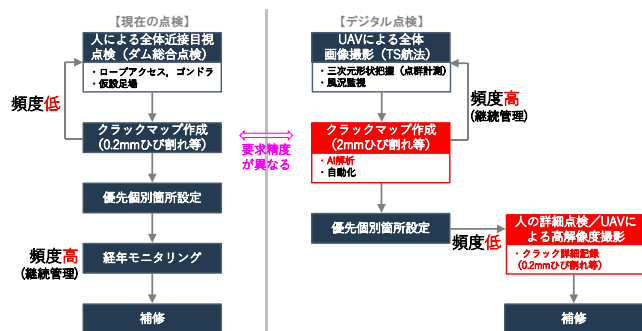 【現在の点検】
人による全体近接目視
点検（ダム総合点検）
・ロープアクセス，ゴンドラ
・仮設足場
頻度低
クラックマップ作成
(0.2mmひび割れ等)
優先個別箇所設定
頻度高
(継続管理)
経年モニタリング
補修
要求精度
が異なる
【デジタル点検】
UAVによる全体
画像撮影（TS航法）
・三次元形状把握（点群計測）
・風況監視
頻度高
(継続管理)
クラックマップ作成
(2mmひび割れ等)
・AI解析
・自動化
優先個別箇所設定
頻度低
人の詳細点検／UAVに
よる高解像度撮影
・クラック詳細記録
(0.2mmひび割れ等)
補修